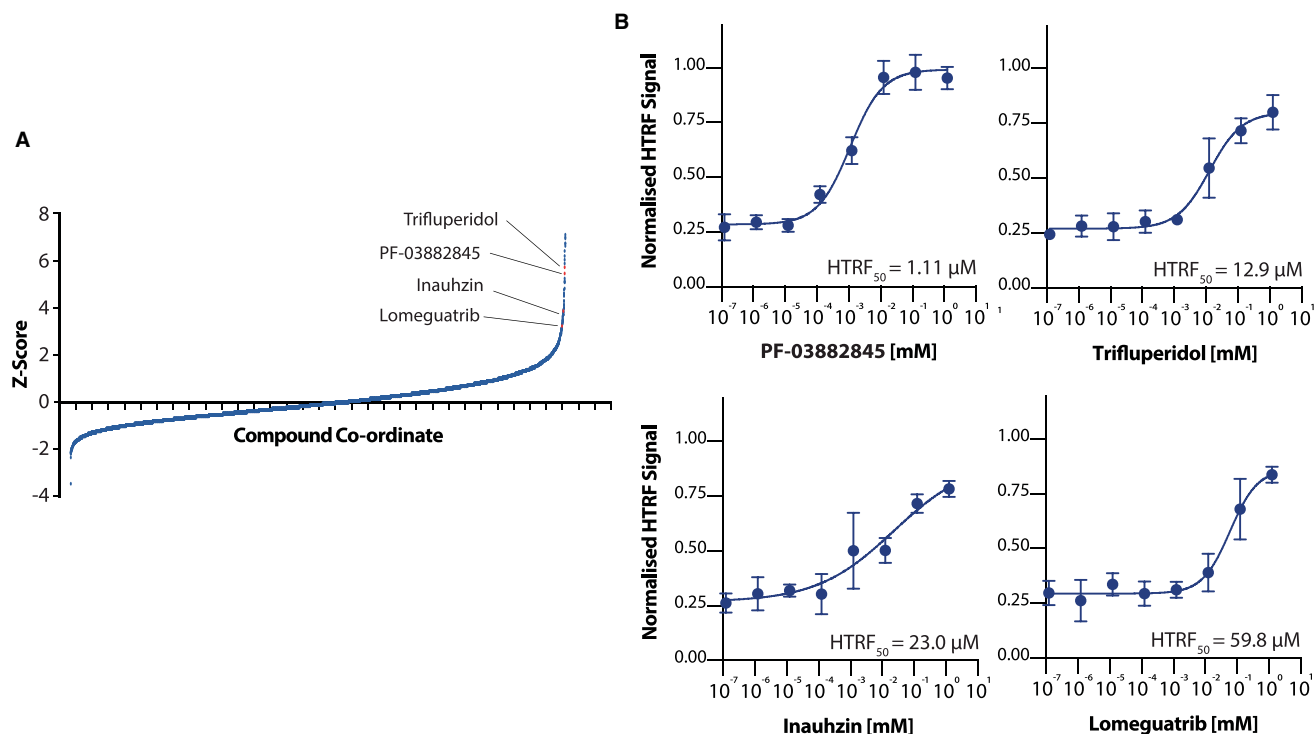 A
8
6
4
2
0
-2
-4
Z-Score
Trifluperidol
PF-03882845
Inauhzin
Lomeguatrib
Compound Co-ordinate
B
Normalised HTRF Signal
1.00
0.75
0.50
0.25
0.00
HTRF₅₀ = 1.11 µM
10⁻⁷ 10⁻⁶ 10⁻⁵ 10⁻⁴ 10⁻³ 10⁻² 10⁻¹ 10⁰ 10¹
PF-03882845 [mM]
1.00
0.75
0.50
0.25
0.00
HTRF₅₀ = 12.9 µM
1
10⁻⁷ 10⁻⁶ 10⁻⁵ 10⁻⁴ 10⁻³ 10⁻² 10⁻¹ 10⁰ 10¹
Trifluperidol [mM]
Normalised HTRF Signal
1.00
0.75
0.50
0.25
0.00
HTRF₅₀ = 23.0 µM
10⁻⁷ 10⁻⁶ 10⁻⁵ 10⁻⁴ 10⁻³ 10⁻² 10⁻¹ 10⁰ 10¹
Inauhzin [mM]
1.00
0.75
0.50
0.25
0.00
HTRF₅₀ = 59.8 µM
10⁻⁷ 10⁻⁶ 10⁻⁵ 10⁻⁴ 10⁻³ 10⁻² 10⁻¹ 10⁰ 10¹
Lomeguatrib [mM]